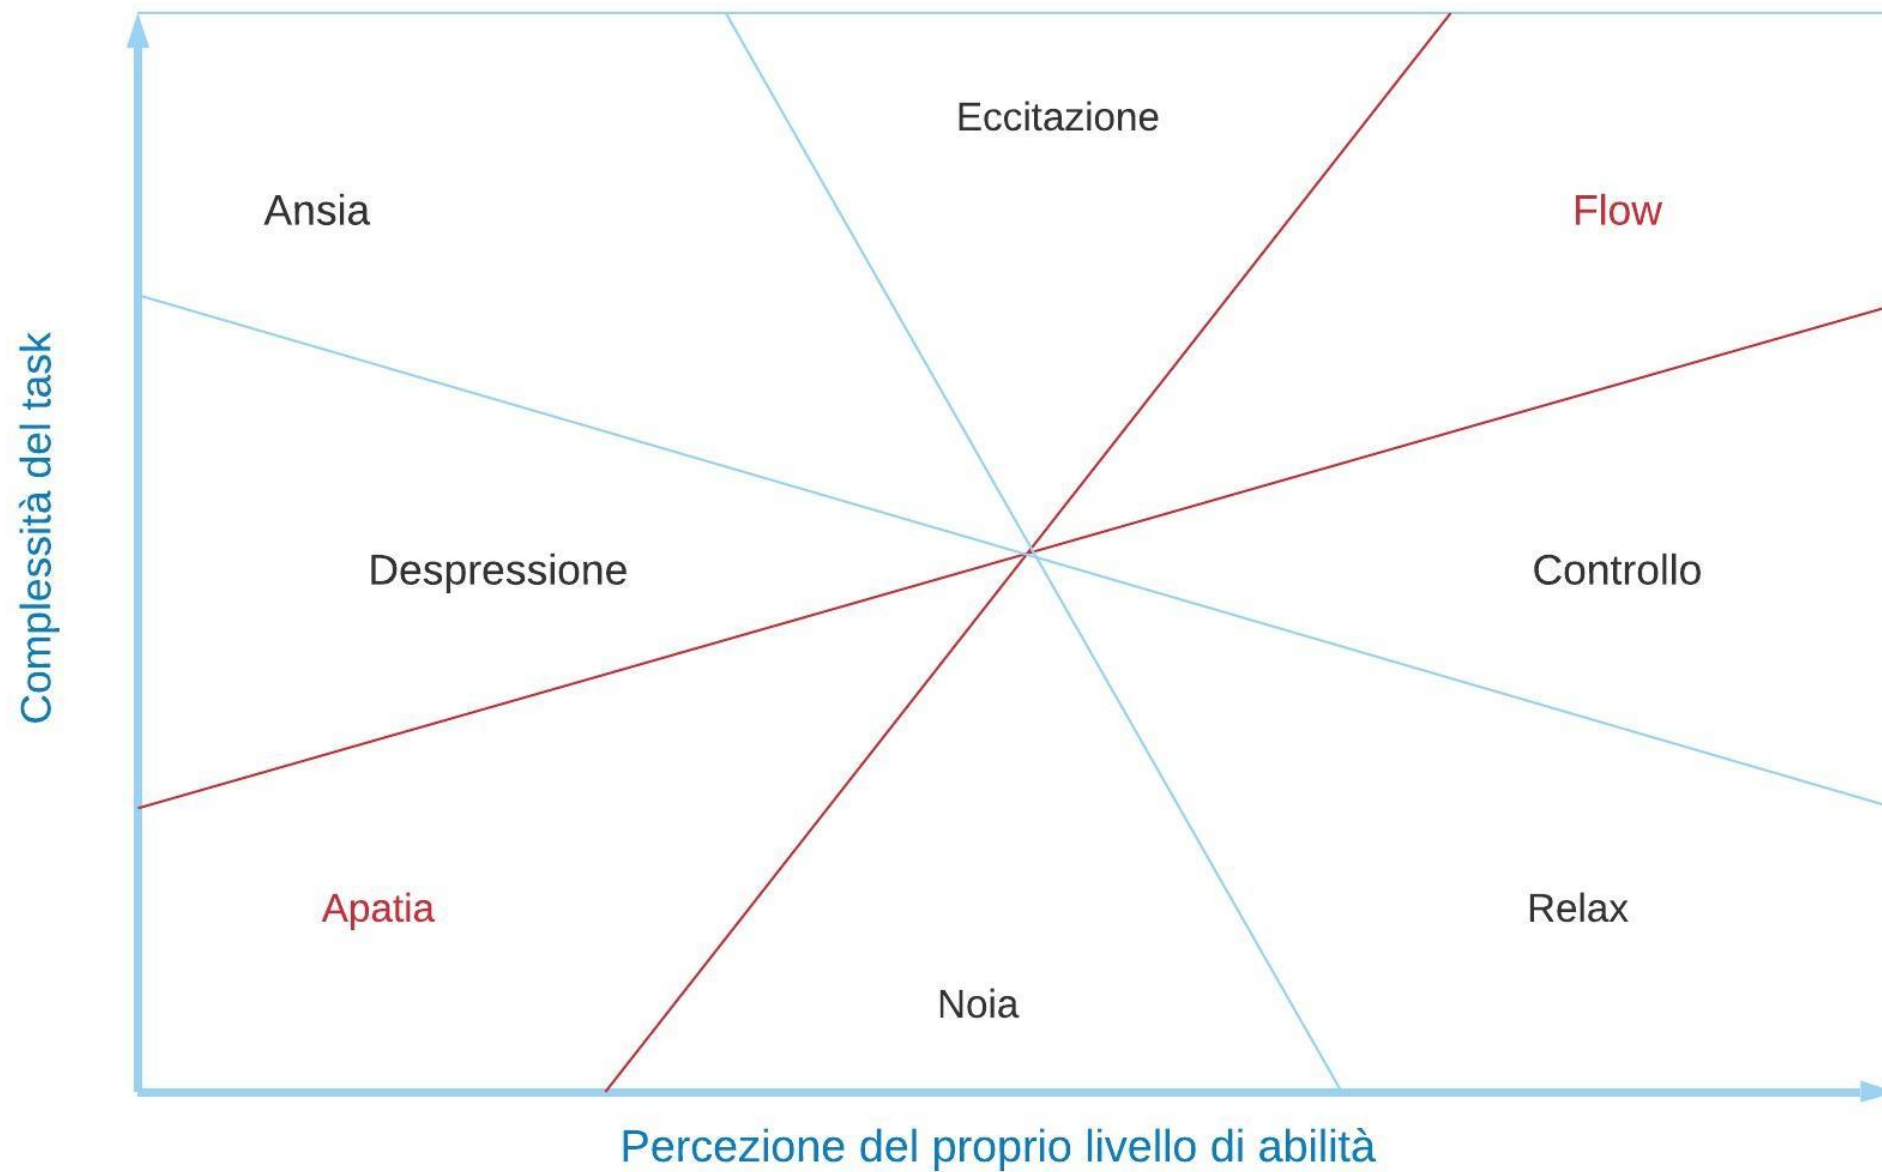 Eccitazione
Ansia
Flow
Complessità del task
Despressione
Controllo
Apatia
Relax
Noia
Percezione del proprio livello di abilità